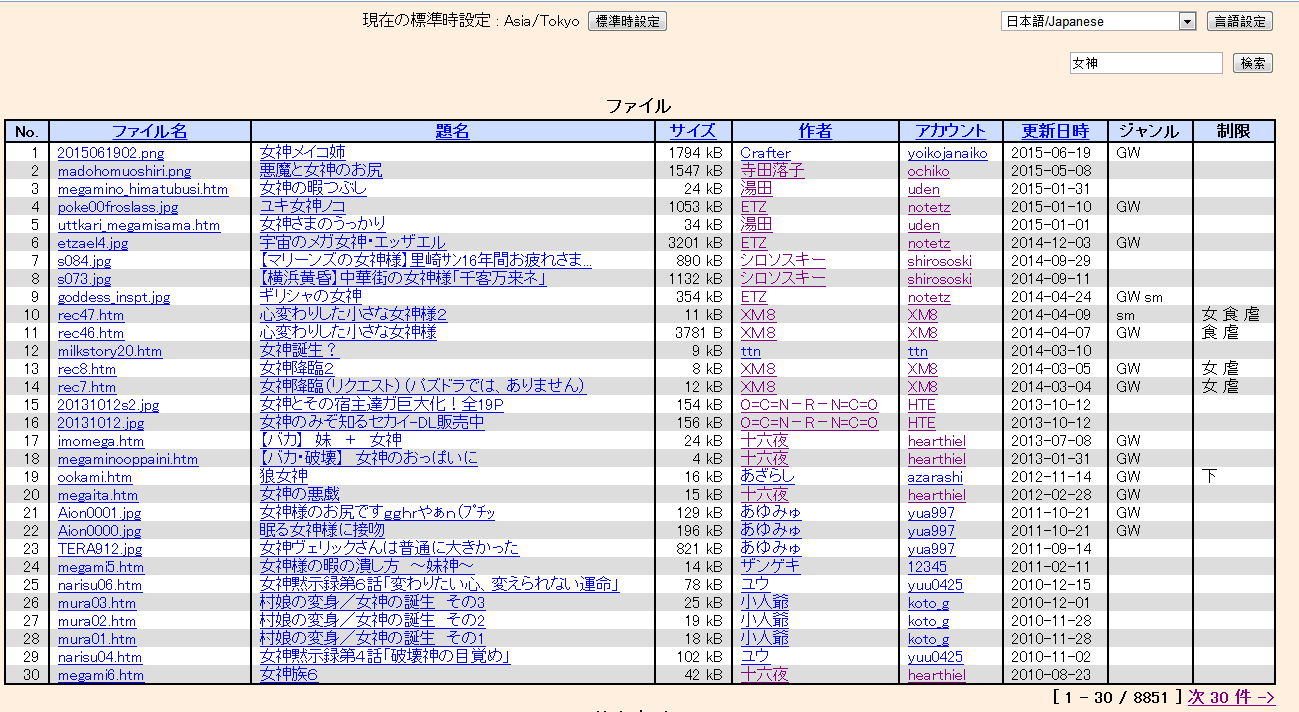 現在の標準時設定 : Asia/Tokyo 標準時設定 日本語/Japanese 言語設定
女神 検索
ファイル
No. ファイル名 題名 サイズ 作者 アカウント 更新日時 ジャンル 制限
1 2015061902.png 女神メイコ姉 1794 kB Crafter yoikojanaiko 2015-06-19 GW
2 madohomuoshiri.png 悪魔と女神のお尻 1547 kB 寺田落子 ochiko 2015-05-08
3 megamino_himatubusi.htm 女神の暇つぶし 24 kB 湯田 uden 2015-01-31
4 poke00froslass.jpg ユキ女神ノコ 1053 kB ETZ notetz 2015-01-10 GW
5 uttkari_megamisama.htm 女神さまのうっかり 34 kB 湯田 uden 2015-01-01
6 etzael4.jpg 宇宙のメガ女神・エッザエル 3201 kB ETZ notetz 2014-12-03 GW
7 s084.jpg 【マリーンズの女神様】里崎ｻﾝ16年間お疲れさま... 890 kB シロソスキー shirososki 2014-09-29
8 s073.jpg 【横浜黄昏】中華街の女神様「千客万来ネ」 1132 kB シロソスキー shirososki 2014-09-11
9 goddess_inspt.jpg ギリシャの女神 354 kB ETZ notetz 2014-04-24 GW sm
10 rec47.htm 心変わりした小さな女神様２ 11 kB XM8 XM8 2014-04-09 sm 女 食 虐
11 rec46.htm 心変わりした小さな女神様 3781 B XM8 XM8 2014-04-07 GW 食 虐
12 milkstory20.htm 女神誕生？ 9 kB ttn ttn 2014-03-10
13 rec8.htm 女神降臨２ 8 kB XM8 XM8 2014-03-05 GW 女 虐
14 rec7.htm 女神降臨（リクエスト）（パズドラでは、ありません） 12 kB XM8 XM8 2014-03-04 GW 女 虐
15 20131012s2.jpg 女神とその宿主達ガ巨大化！全19P 154 kB O=C=N－R－N=C=O HTE 2013-10-12
16 20131012.jpg 女神のみぞ知るセカイ-DL販売中 156 kB O=C=N－R－N=C=O HTE 2013-10-12
17 imomega.htm 【バカ】　妹　＋　女神 24 kB 十六夜 hearthiel 2013-07-08 GW
18 megaminooppaini.htm 【バカ・破壊】　女神のおっぱいに 4 kB 十六夜 hearthiel 2013-01-31 GW
19 ookami.htm 狼女神 16 kB あざらし azarashi 2012-11-14 GW 下
20 megaita.htm 女神の悪戯 15 kB 十六夜 hearthiel 2012-02-28 GW
21 Aion0001.jpg 女神様のお尻ですgghrやぁn（ﾌﾟﾁｯ 129 kB あゆみゅ yua997 2011-10-21 GW
22 Aion0000.jpg 眠る女神様に接吻 196 kB あゆみゅ yua997 2011-10-21 GW
23 TERA912.jpg 女神ヴェリックさんは普通に大きかった 821 kB あゆみゅ yua997 2011-09-14
24 megami5.htm 女神様の暇の潰し方　～妹神～ 14 kB ザンゲキ 12345 2011-02-11
25 narisu06.htm 女神黙示録第６話「変わりたい心、変えられない運命」 78 kB ユウ yuu0425 2010-12-15
26 mura03.htm 村娘の変身／女神の誕生　その3 25 kB 小人爺 koto_g 2010-12-01
27 mura02.htm 村娘の変身／女神の誕生　その2 19 kB 小人爺 koto_g 2010-11-28
28 mura01.htm 村娘の変身／女神の誕生　その1 18 kB 小人爺 koto_g 2010-11-28
29 narisu04.htm 女神黙示録第４話「破壊神の目覚め」 102 kB ユウ yuu0425 2010-11-02
30 megami6.htm 女神族６ 42 kB 十六夜 hearthiel 2010-08-23
[ 1 - 30 / 8851 ] 次 30 件 ->